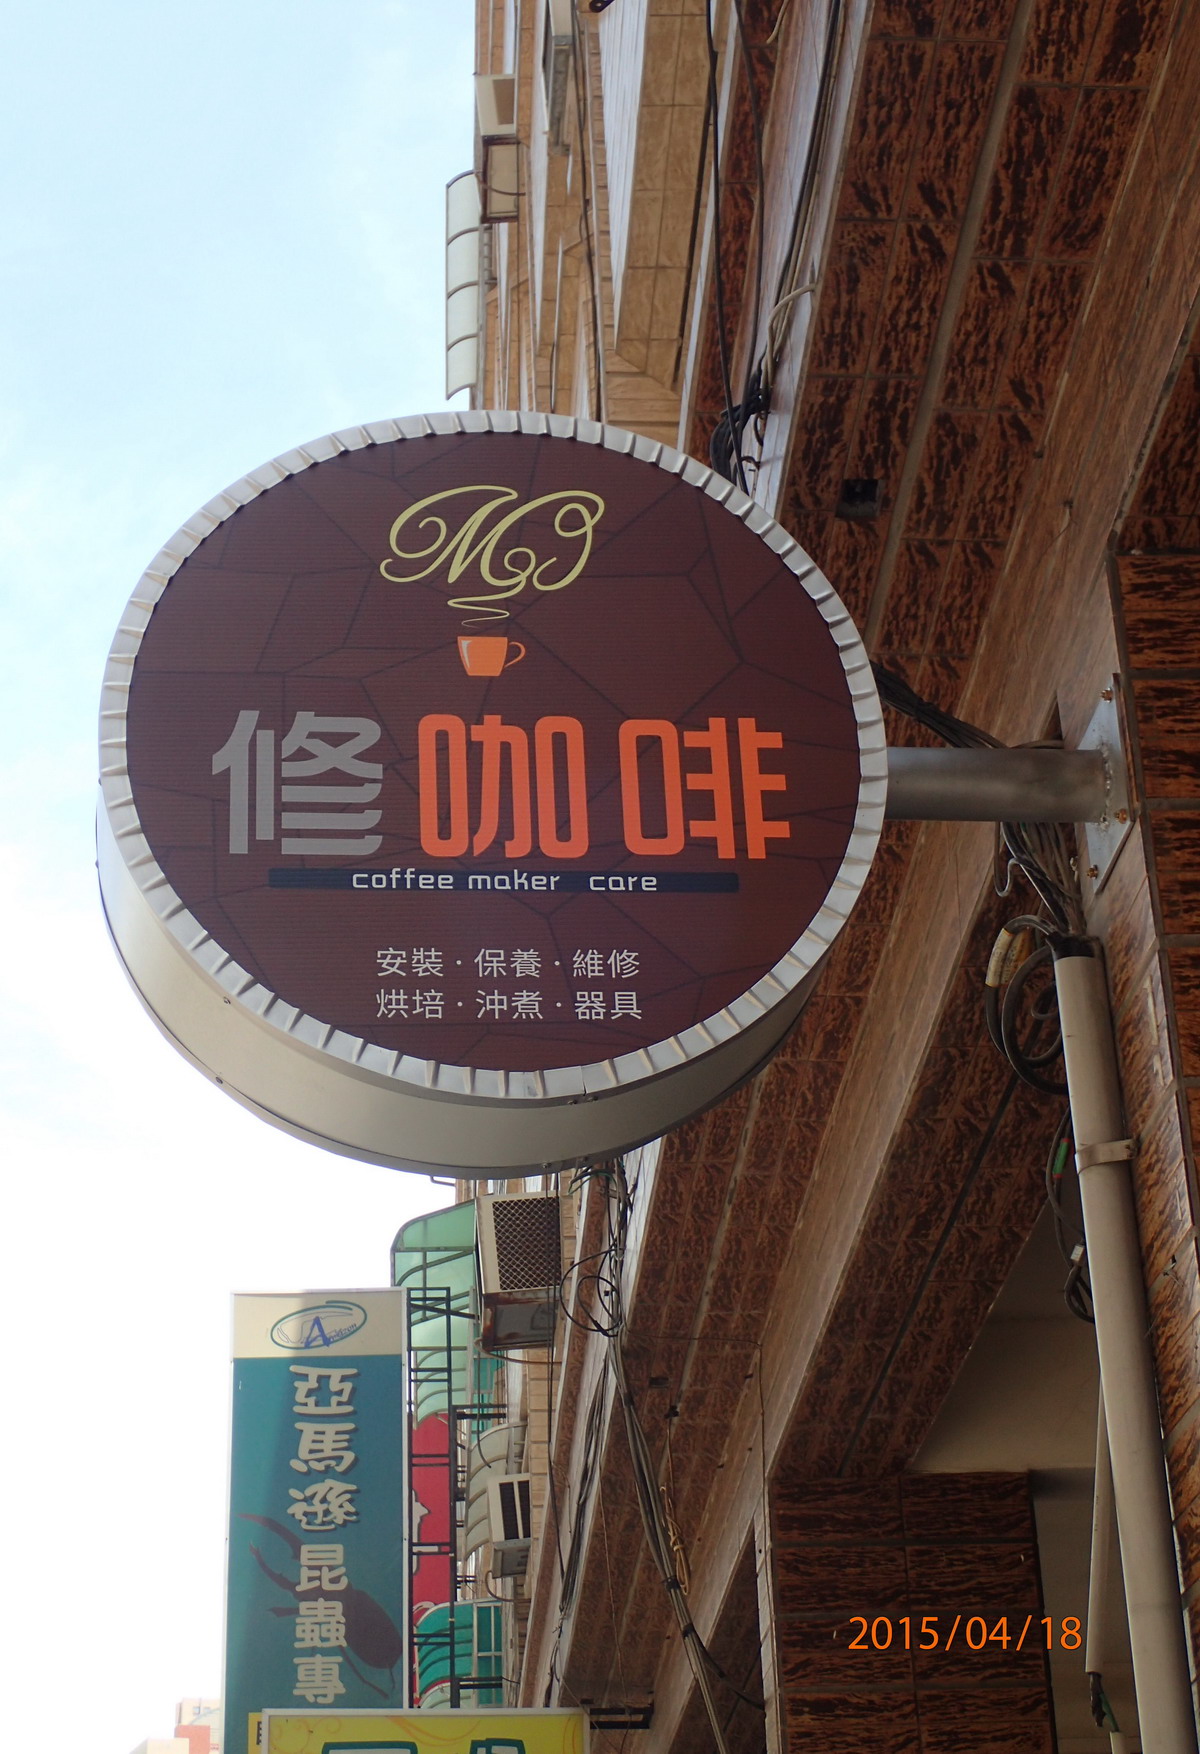 MO
修咖啡
coffee maker care
安裝·保養·維修
烘培·沖煮·器具
亞馬遜昆蟲專
2015/04/18